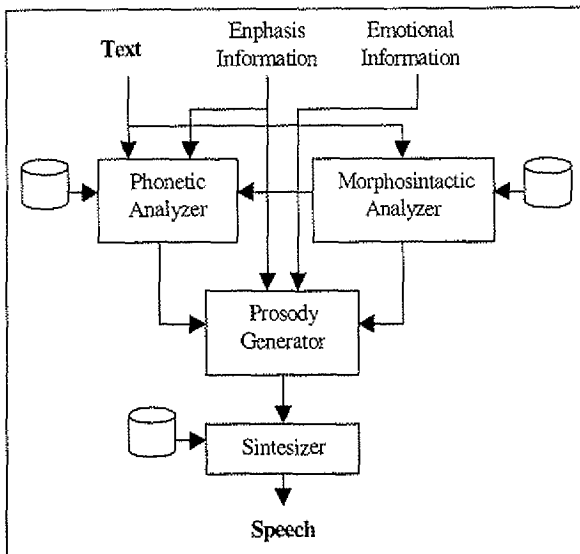 Text
Enphasis
Information
Emotional
Information
Phonetic
Analyzer
Morphosintactic
Analyzer
Prosody
Generator
Sintesizer
Speech